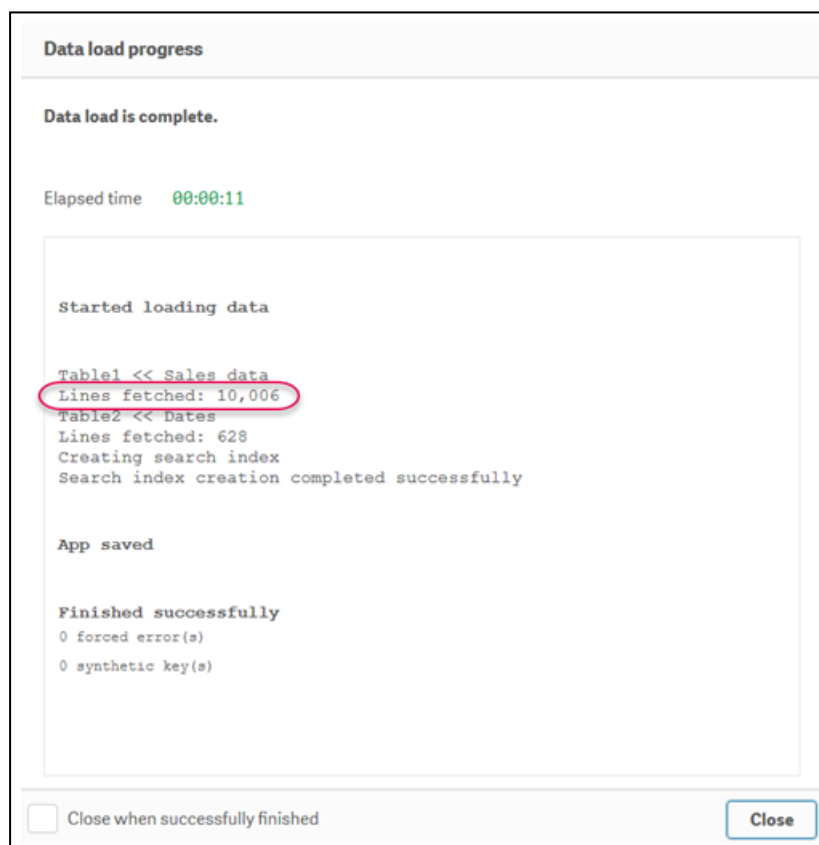 Data load progress
Data load is complete.
Elapsed time 00:00:11
Started loading data
Table1 << Sales data
Lines fetched: 10,006
Table2 << Dates
Lines fetched: 628
Creating search index
Search index creation completed successfully
App saved
Finished successfully
0 forced error(s)
0 synthetic key(s)
Close when successfully finished
Close